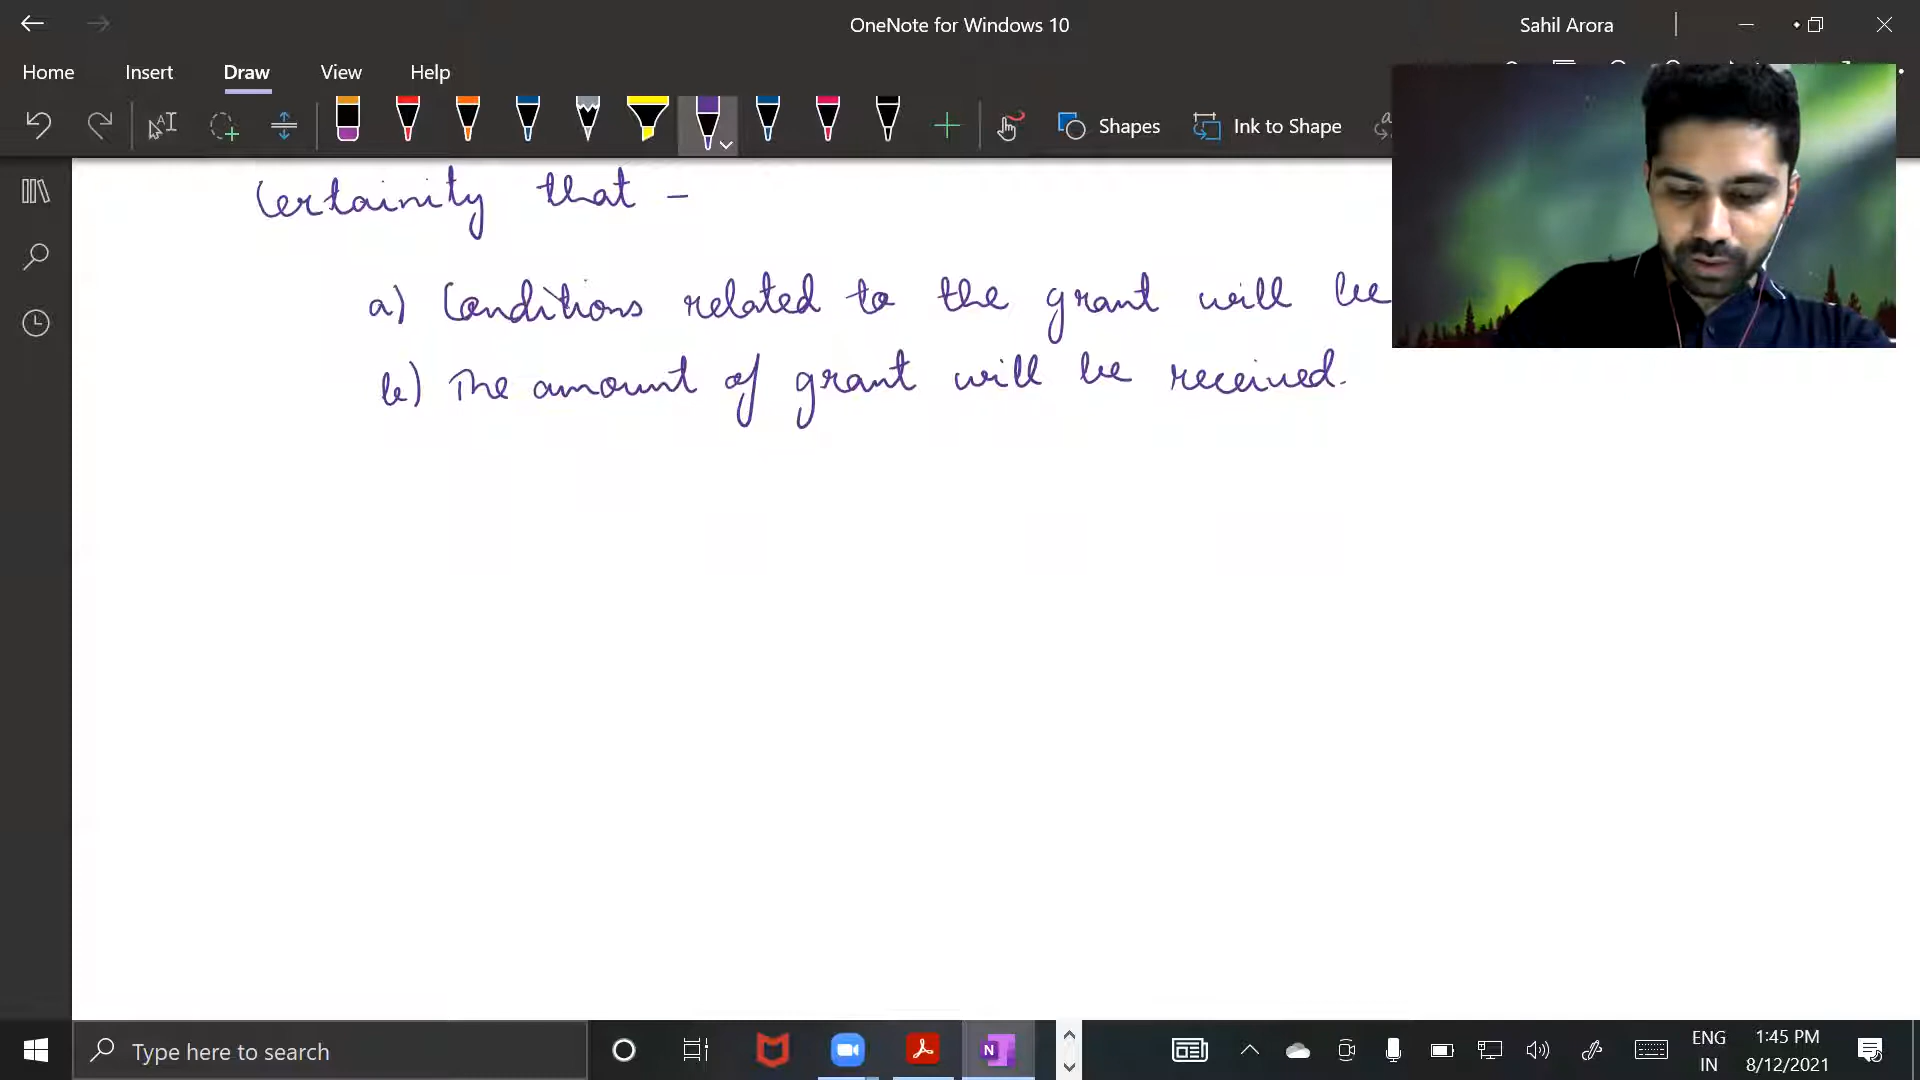 OneNote for Windows 10
Sahil Arora
Home Insert Draw View Help
Shapes Ink to Shape
Certainity that -
a) Conditions related to the grant will be
b) The amount of grant will be received.
Type here to search
ENG
IN
1:45 PM
8/12/2021